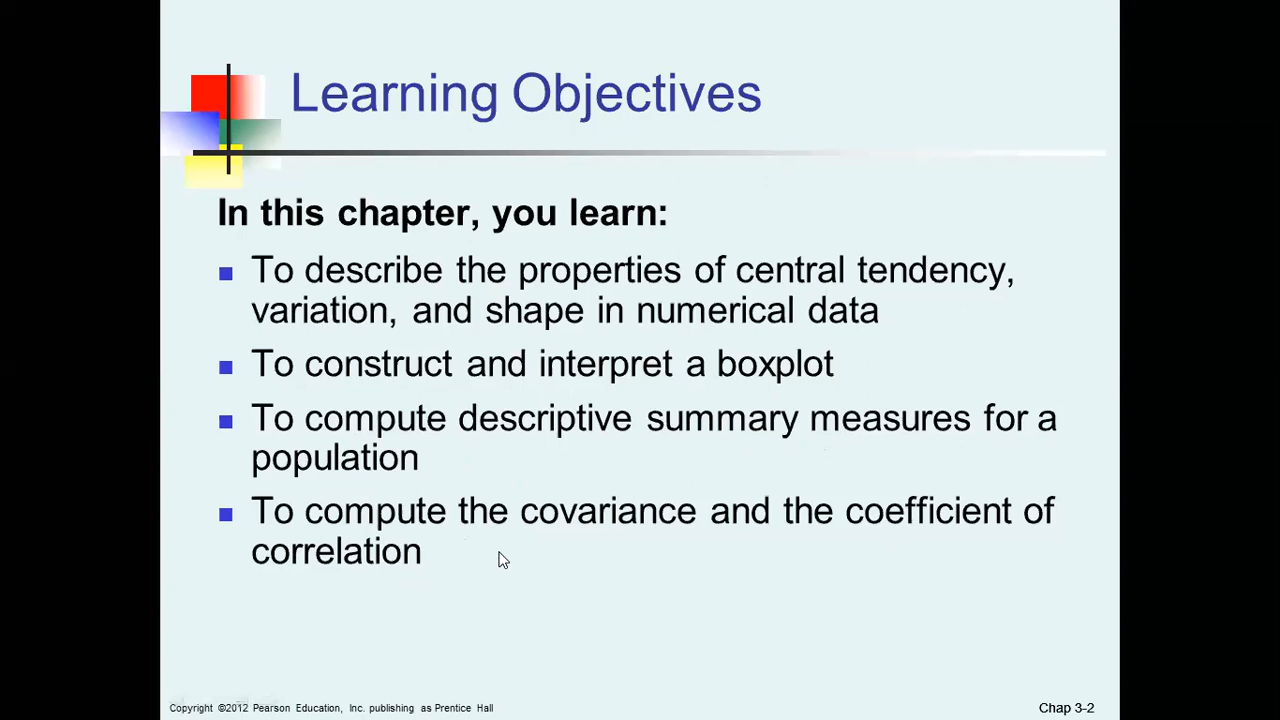 Learning Objectives
In this chapter, you learn:
To describe the properties of central tendency,
variation, and shape in numerical data
To construct and interpret a boxplot
To compute descriptive summary measures for a
population
To compute the covariance and the coefficient of
correlation
Copyright ©2012 Pearson Education, Inc. publishing as Prentice Hall
Chap 3-2